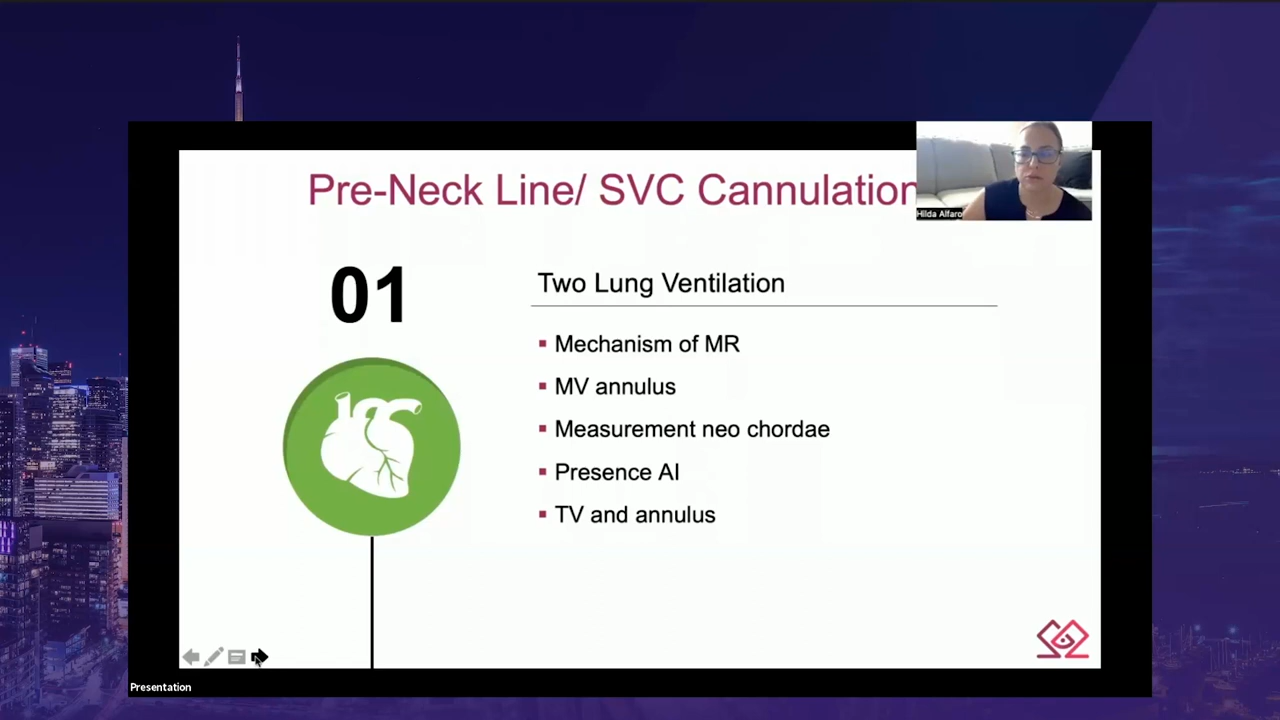 Pre-Neck Line/ SVC Cannulation
Hilda Alfaro
01
Two Lung Ventilation
Mechanism of MR
MV annulus
Measurement neo chordae
Presence AI
TV and annulus
Presentation